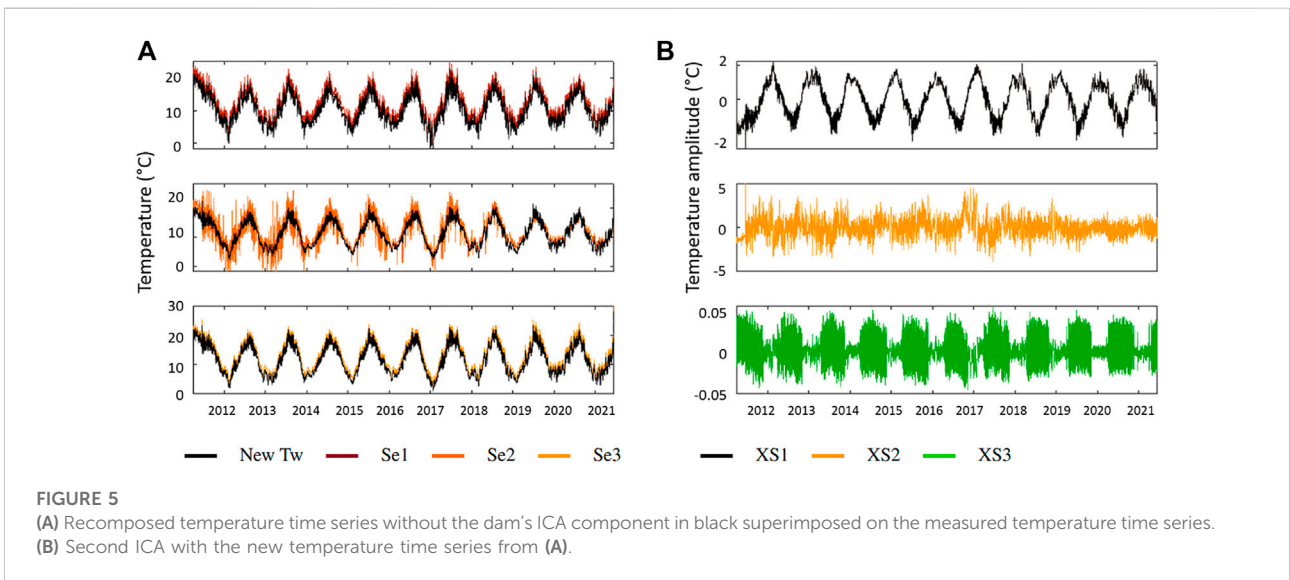 A
B
Temperature (°C)
20
10
0
20
10
0
30
20
10
0
2012 2013 2014 2015 2016 2017 2018 2019 2020 2021
Temperature amplitude (°C)
2
0
-2
5
0
-5
0.05
0
-0.05
2012 2013 2014 2015 2016 2017 2018 2019 2020 2021
New Tw Se1 Se2 Se3
XS1 XS2 XS3
FIGURE 5
(A) Recomposed temperature time series without the dam's ICA component in black superimposed on the measured temperature time series.
(B) Second ICA with the new temperature time series from (A).